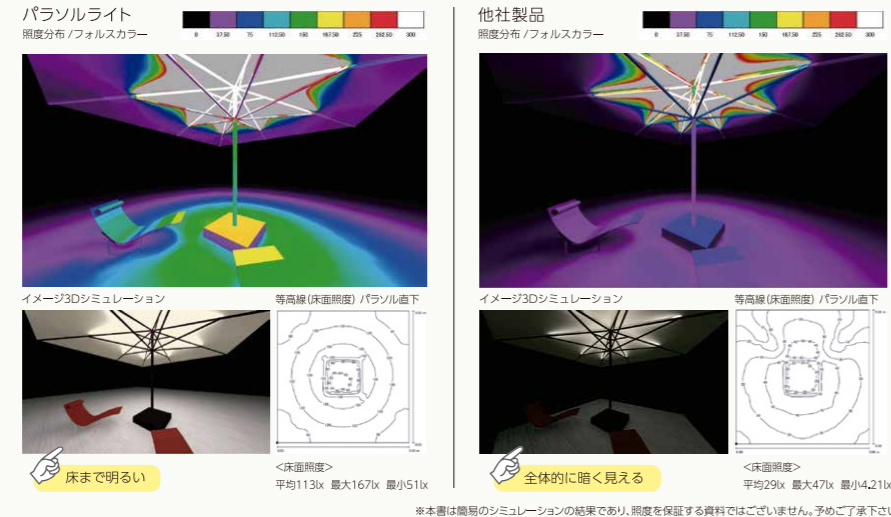 パラソルライト
照度分布 /フォルスカラー
0 37.50 75 112.50 150 187.50 225 262.50 300
イメージ3Dシミュレーション
等高線(床面照度) パラソル直下
床まで明るい
<床面照度>
平均113lx 最大167lx 最小51lx
他社製品
照度分布 /フォルスカラー
0 37.50 75 112.50 150 187.50 225 262.50 300
イメージ3Dシミュレーション
等高線(床面照度) パラソル直下
全体的に暗く見える
<床面照度>
平均29lx 最大47lx 最小4.21lx
※本書は簡易のシミュレーションの結果であり、照度を保証する資料ではございません。予めご了承下さい